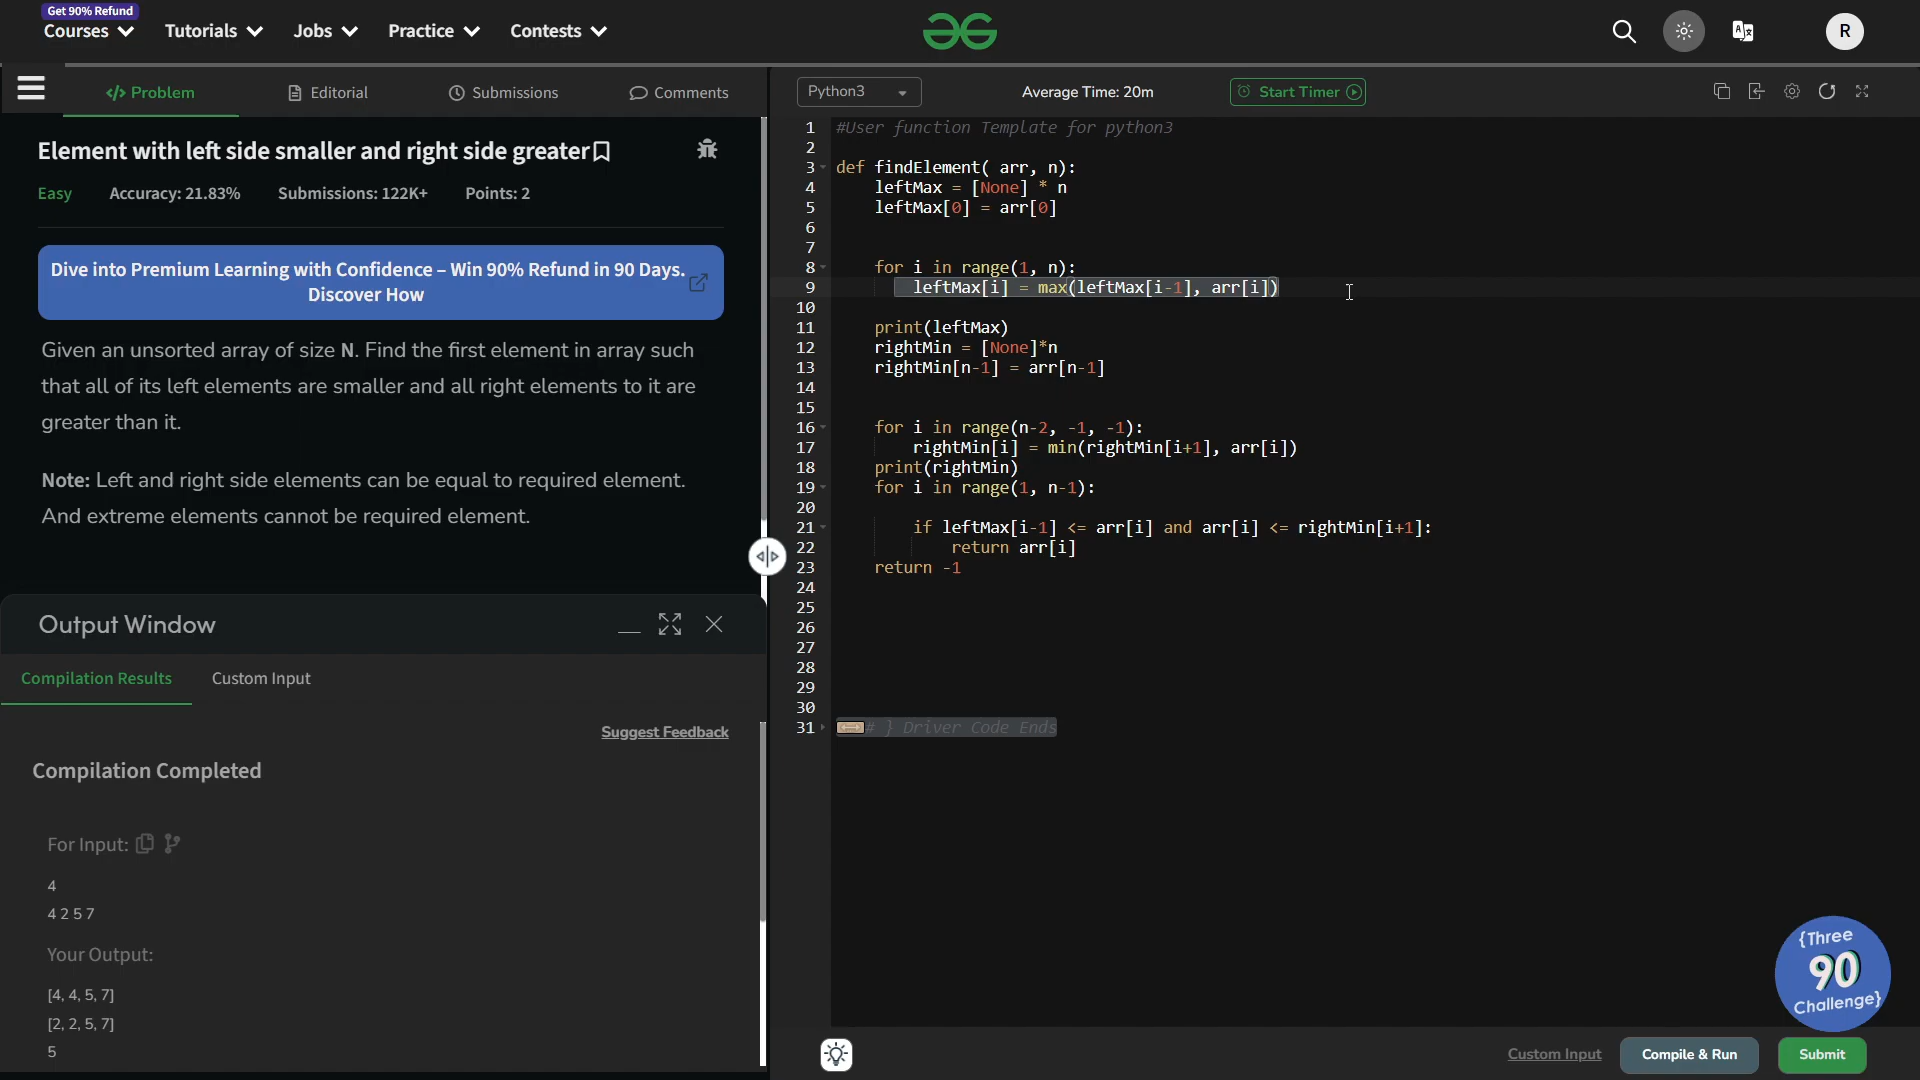 Get 90% Refund
Courses
Tutorials
Jobs
Practice
Contests
R
Problem
Editorial
Submissions
Comments
Python3
Average Time: 20m
Start Timer
Element with left side smaller and right side greater
Easy
Accuracy: 21.83%
Submissions: 122K+
Points: 2
Dive into Premium Learning with Confidence – Win 90% Refund in 90 Days.
Discover How
Given an unsorted array of size N. Find the first element in array such
that all of its left elements are smaller and all right elements to it are
greater than it.
Note: Left and right side elements can be equal to required element.
And extreme elements cannot be required element.
Output Window
Compilation Results
Custom Input
Suggest Feedback
Compilation Completed
For Input:
4
4 2 5 7
Your Output:
[4, 4, 5, 7]
[2, 2, 5, 7]
5
1 #User function Template for python3
2
3 def findElement( arr, n):
4 leftMax = [None] * n
5 leftMax[0] = arr[0]
6
7
8 for i in range(1, n):
9 leftMax[i] = max(leftMax[i-1], arr[i])
10
11 print(leftMax)
12 rightMin = [None]*n
13 rightMin[n-1] = arr[n-1]
14
15
16 for i in range(n-2, -1, -1):
17 rightMin[i] = min(rightMin[i+1], arr[i])
18 print(rightMin)
19 for i in range(1, n-1):
20
21 if leftMax[i-1] <= arr[i] and arr[i] <= rightMin[i+1]:
22 return arr[i]
23 return -1
24
25
26
27
28
29
30
31 # } Driver Code Ends
{Three
90
Challenge}
Custom Input
Compile & Run
Submit